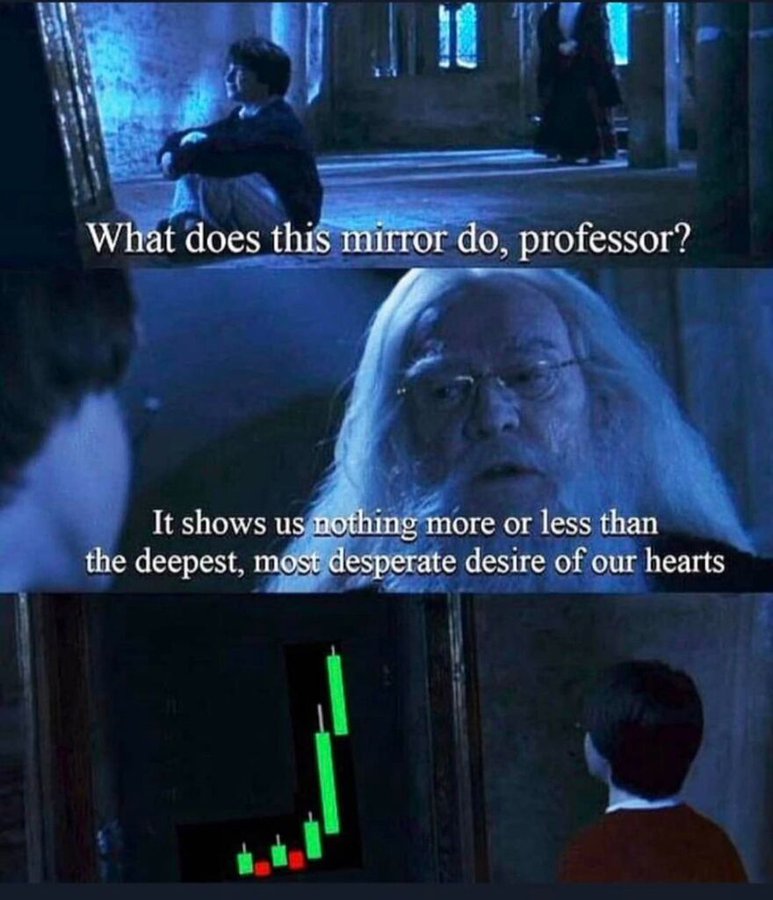 What does this mirror do, professor?
It shows us nothing more or less than
the deepest, most desperate desire of our hearts